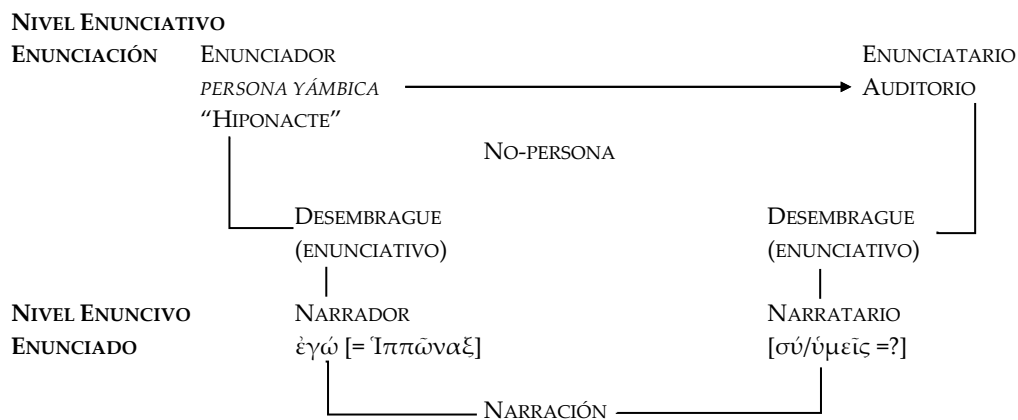 NIVEL ENUNCIATIVO
ENUNCIACIÓN ENUNCIADOR ENUNCIATARIO
PERSONA YÁMBICA AUDITORIO
“HIPONACTE”
NO-PERSONA
DESEMBRAGUE DESEMBRAGUE
(ENUNCIATIVO) (ENUNCIATIVO)
NIVEL ENUNCIVO NARRADOR NARRATARIO
ENUNCIADO ἐγώ [= Ἱππῶναξ] [σύ/ὑμεῖς =?]
NARRACIÓN